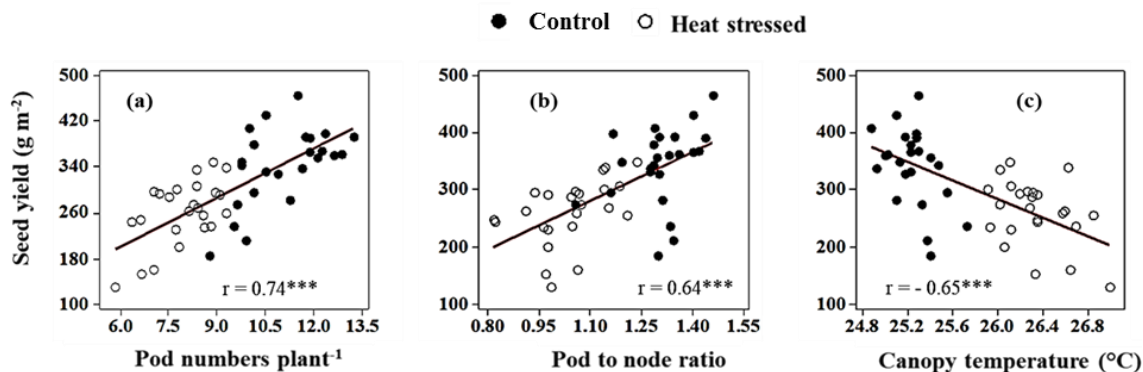 Control Heat stressed
Seed yield (g m⁻²)
500
420
340
260
180
100
(a)
r = 0.74***
6.0 7.5 9.0 10.5 12.0 13.5
Pod numbers plant⁻¹
500
400
300
200
100
(b)
r = 0.64***
0.80 0.95 1.10 1.25 1.40 1.55
Pod to node ratio
500
400
300
200
100
(c)
r = - 0.65***
24.8 25.2 25.6 26.0 26.4 26.8
Canopy temperature (°C)